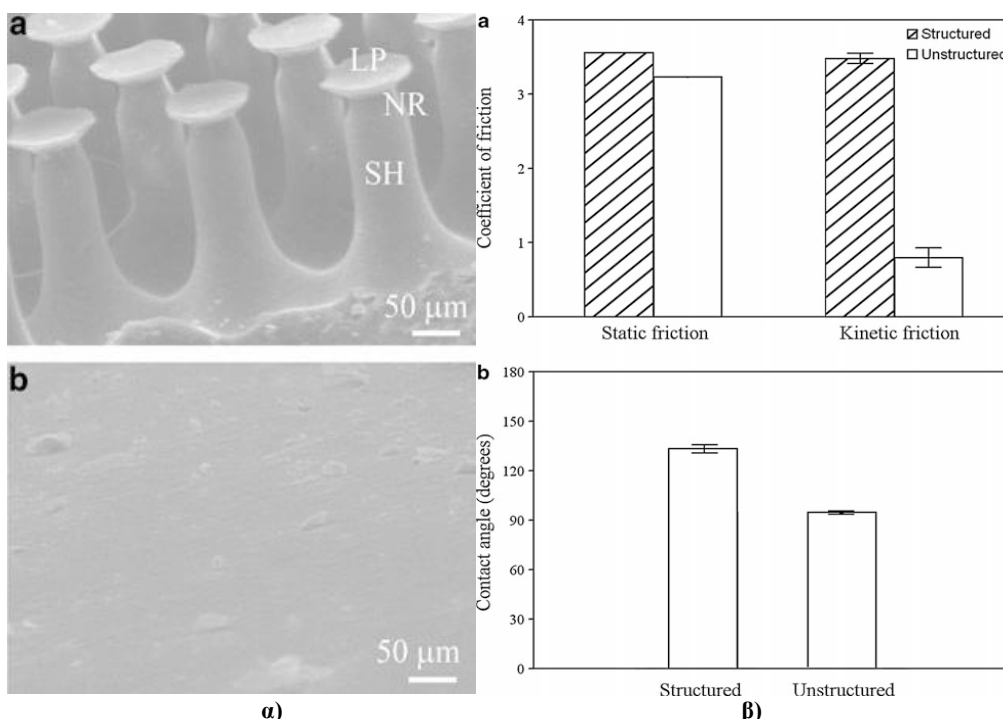 a
LP
NR
SH
50 μm
b
50 μm
α)
a
Coefficient of friction
4
3
2
1
0
Structured
Unstructured
Static friction
Kinetic friction
b
Contact angle (degrees)
180
150
120
90
60
30
0
Structured
Unstructured
β)